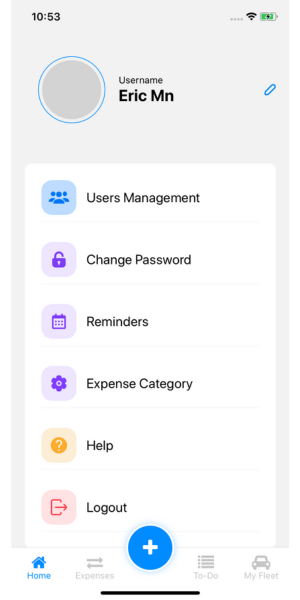 10:53
Username
Eric Mn
Users Management
Change Password
Reminders
Expense Category
Help
Logout
Home
Expenses
To-Do
My Fleet